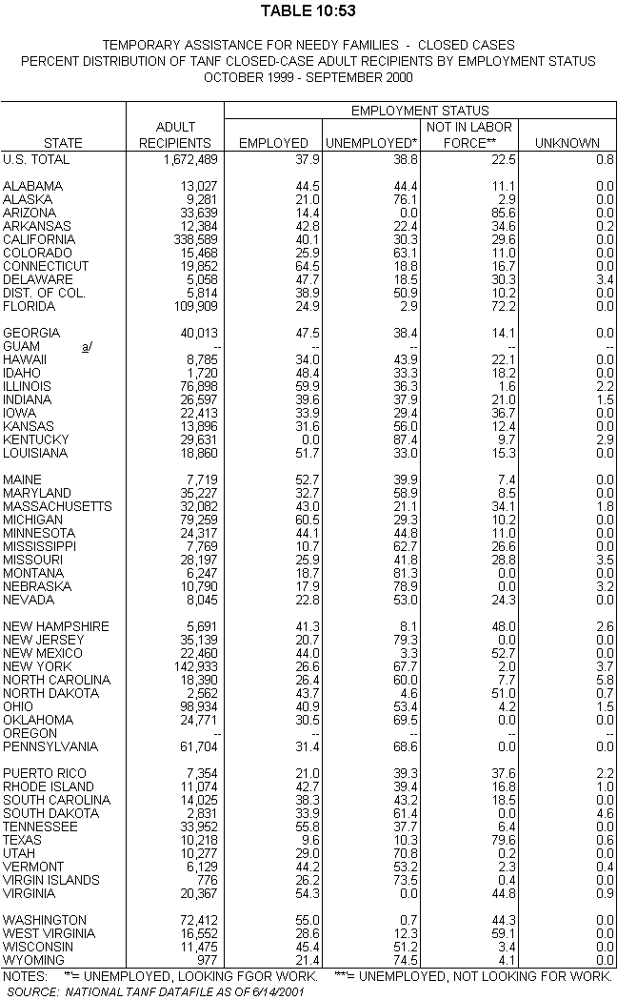 TABLE 10:53
TEMPORARY ASSISTANCE FOR NEEDY FAMILIES - CLOSED CASES
PERCENT DISTRIBUTION OF TANF CLOSED-CASE ADULT RECIPIENTS BY EMPLOYMENT STATUS
OCTOBER 1999 - SEPTEMBER 2000
EMPLOYMENT STATUS
ADULT NOT IN LABOR
STATE RECIPIENTS EMPLOYED UNEMPLOYED* FORCE** UNKNOWN
U.S. TOTAL 1,672,489 37.9 38.8 22.5 0.8
ALABAMA 13,027 44.5 44.4 11.1 0.0
ALASKA 9,281 21.0 76.1 2.9 0.0
ARIZONA 33,639 14.4 0.0 85.6 0.0
ARKANSAS 12,384 42.8 22.4 34.6 0.2
CALIFORNIA 338,589 40.1 30.3 29.6 0.0
COLORADO 15,468 25.9 63.1 11.0 0.0
CONNECTICUT 19,852 64.5 18.8 16.7 0.0
DELAWARE 5,058 47.7 18.5 30.3 3.4
DIST. OF COL. 5,814 38.9 50.9 10.2 0.0
FLORIDA 109,909 24.9 2.9 72.2 0.0
GEORGIA 40,013 47.5 38.4 14.1 0.0
GUAM a/ -- -- -- -- --
HAWAII 8,785 34.0 43.9 22.1 0.0
IDAHO 1,720 48.4 33.3 18.2 0.0
ILLINOIS 76,898 59.9 36.3 1.6 2.2
INDIANA 26,597 39.6 37.9 21.0 1.5
IOWA 22,413 33.9 29.4 36.7 0.0
KANSAS 13,896 31.6 56.0 12.4 0.0
KENTUCKY 29,631 0.0 87.4 9.7 2.9
LOUISIANA 18,860 51.7 33.0 15.3 0.0
MAINE 7,719 52.7 39.9 7.4 0.0
MARYLAND 35,227 32.7 58.9 8.5 0.0
MASSACHUSETTS 32,082 43.0 21.1 34.1 1.8
MICHIGAN 79,259 60.5 29.3 10.2 0.0
MINNESOTA 24,317 44.1 44.8 11.0 0.0
MISSISSIPPI 7,769 10.7 62.7 26.6 0.0
MISSOURI 28,197 25.9 41.8 28.8 3.5
MONTANA 6,247 18.7 81.3 0.0 0.0
NEBRASKA 10,790 17.9 78.9 0.0 3.2
NEVADA 8,045 22.8 53.0 24.3 0.0
NEW HAMPSHIRE 5,691 41.3 8.1 48.0 2.6
NEW JERSEY 35,139 20.7 79.3 0.0 0.0
NEW MEXICO 22,460 44.0 3.3 52.7 0.0
NEW YORK 142,933 26.6 67.7 2.0 3.7
NORTH CAROLINA 18,390 26.4 60.0 7.7 5.8
NORTH DAKOTA 2,562 43.7 4.6 51.0 0.7
OHIO 98,934 40.9 53.4 4.2 1.5
OKLAHOMA 24,771 30.5 69.5 0.0 0.0
OREGON -- -- -- -- --
PENNSYLVANIA 61,704 31.4 68.6 0.0 0.0
PUERTO RICO 7,354 21.0 39.3 37.6 2.2
RHODE ISLAND 11,074 42.7 39.4 16.8 1.0
SOUTH CAROLINA 14,025 38.3 43.2 18.5 0.0
SOUTH DAKOTA 2,831 33.9 61.4 0.0 4.6
TENNESSEE 33,952 55.8 37.7 6.4 0.0
TEXAS 10,218 9.6 10.3 79.6 0.6
UTAH 10,277 29.0 70.8 0.2 0.0
VERMONT 6,129 44.2 53.2 2.3 0.4
VIRGIN ISLANDS 776 26.2 73.5 0.4 0.0
VIRGINIA 20,367 54.3 0.0 44.8 0.9
WASHINGTON 72,412 55.0 0.7 44.3 0.0
WEST VIRGINIA 16,552 28.6 12.3 59.1 0.0
WISCONSIN 11,475 45.4 51.2 3.4 0.0
WYOMING 977 21.4 74.5 4.1 0.0
NOTES: '*'= UNEMPLOYED, LOOKING FGOR WORK. '**'= UNEMPLOYED, NOT LOOKING FOR WORK.
SOURCE: NATIONAL TANF DATAFILE AS OF 6/14/2001